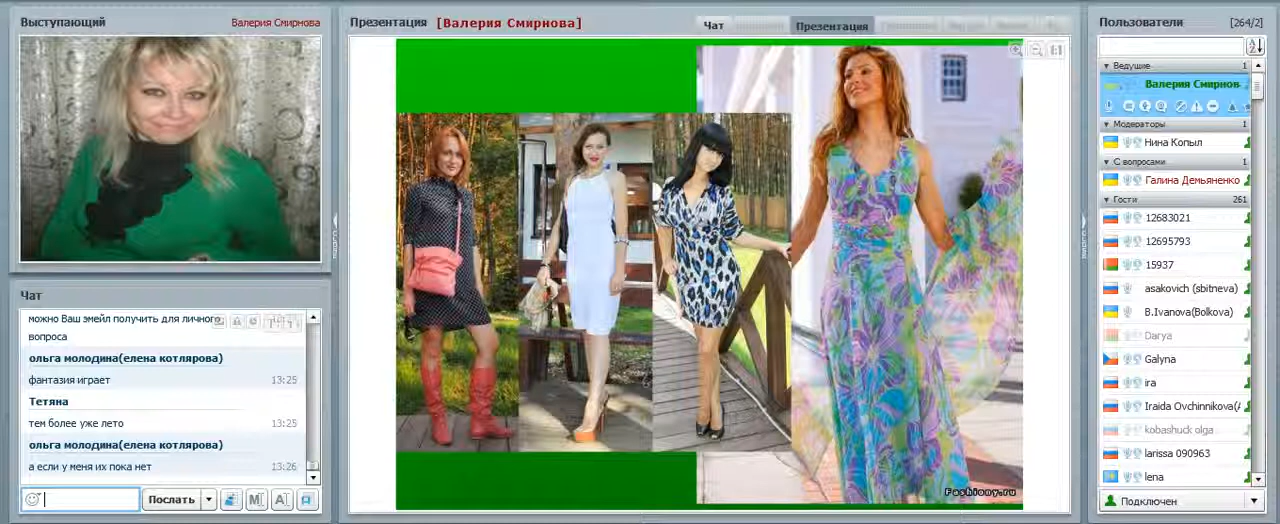 Выступающий
Валерия Смирнова
Чат
можно Ваш эмейл получить для личного
вопроса
ольга молодина(елена котлярова)
фантазия играет
13:25
Тетяна
тем более уже лето
13:25
ольга молодина(елена котлярова)
а если у меня их пока нет
13:26
Послать
Презентация [Валерия Смирнова]
Чат
Презентация
1:1
Fashiony.ru
видео
Пользователи
[264/2]
Ведущие 1
Валерия Смирнов
Модераторы 1
Нина Копыл
С вопросами 1
Галина Демьяненко
Гости 261
12683021
12695793
15937
asakovich (sbitneva)
B.Ivanova(Bolkova)
Darya
Galyna
ira
Iraida Ovchinnikova(
kobashuck olga
larissa 090963
lena
Подключен